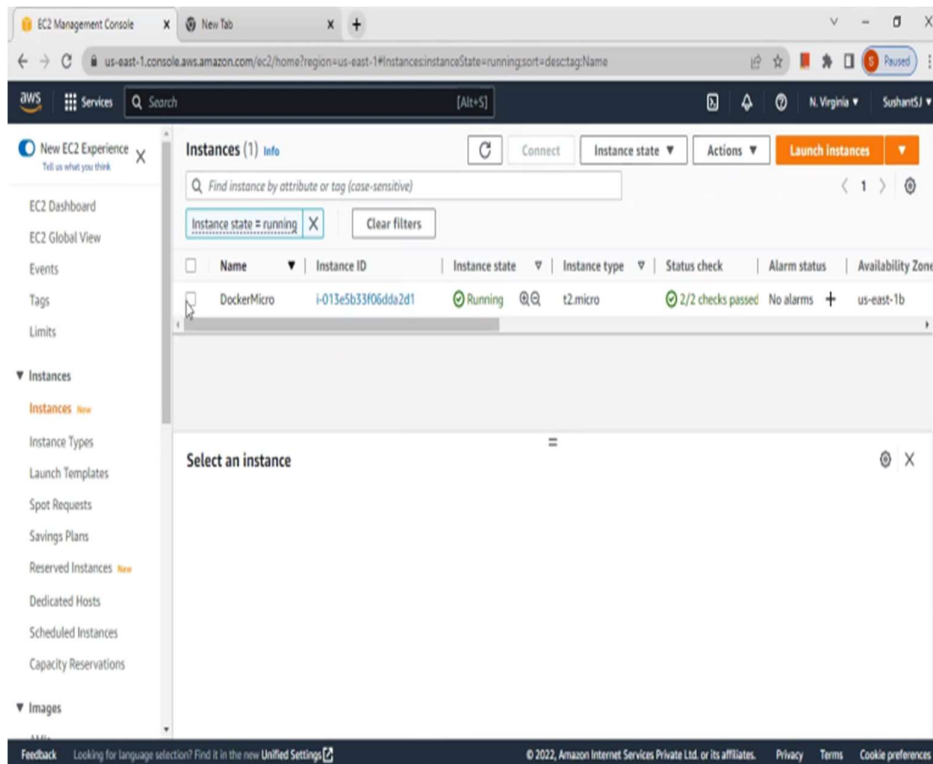 EC2 Management Console
New Tab
us-east-1.console.aws.amazon.com/ec2/home?region=us-east-1#Instances:instanceState=running;sort=desc:tag:Name
S Paused
aws Services Search [Alt+S] N. Virginia SushantSJ
New EC2 Experience
Tell us what you think
EC2 Dashboard
EC2 Global View
Events
Tags
Limits
Instances
Instances New
Instance Types
Launch Templates
Spot Requests
Savings Plans
Reserved Instances New
Dedicated Hosts
Scheduled Instances
Capacity Reservations
Images
Instances (1) Info
Connect Instance state Actions Launch instances
Find instance by attribute or tag (case-sensitive)
1
Instance state = running Clear filters
Name Instance ID Instance state Instance type Status check Alarm status Availability Zone
DockerMicro i-013e5b33f06dda2d1 Running t2.micro 2/2 checks passed No alarms + us-east-1b
Select an instance
Feedback Looking for language selection? Find it in the new Unified Settings © 2022, Amazon Internet Services Private Ltd. or its affiliates. Privacy Terms Cookie preferences